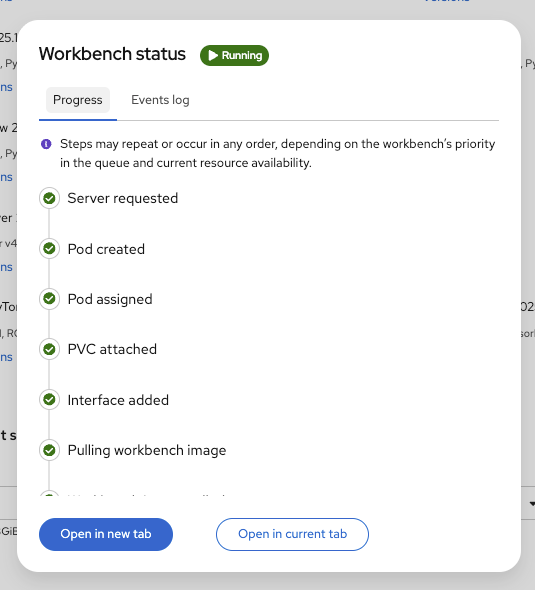 Workbench status
Running
Progress
Events log
Steps may repeat or occur in any order, depending on the workbench’s priority
in the queue and current resource availability.
Server requested
Pod created
Pod assigned
PVC attached
Interface added
Pulling workbench image
Open in new tab
Open in current tab